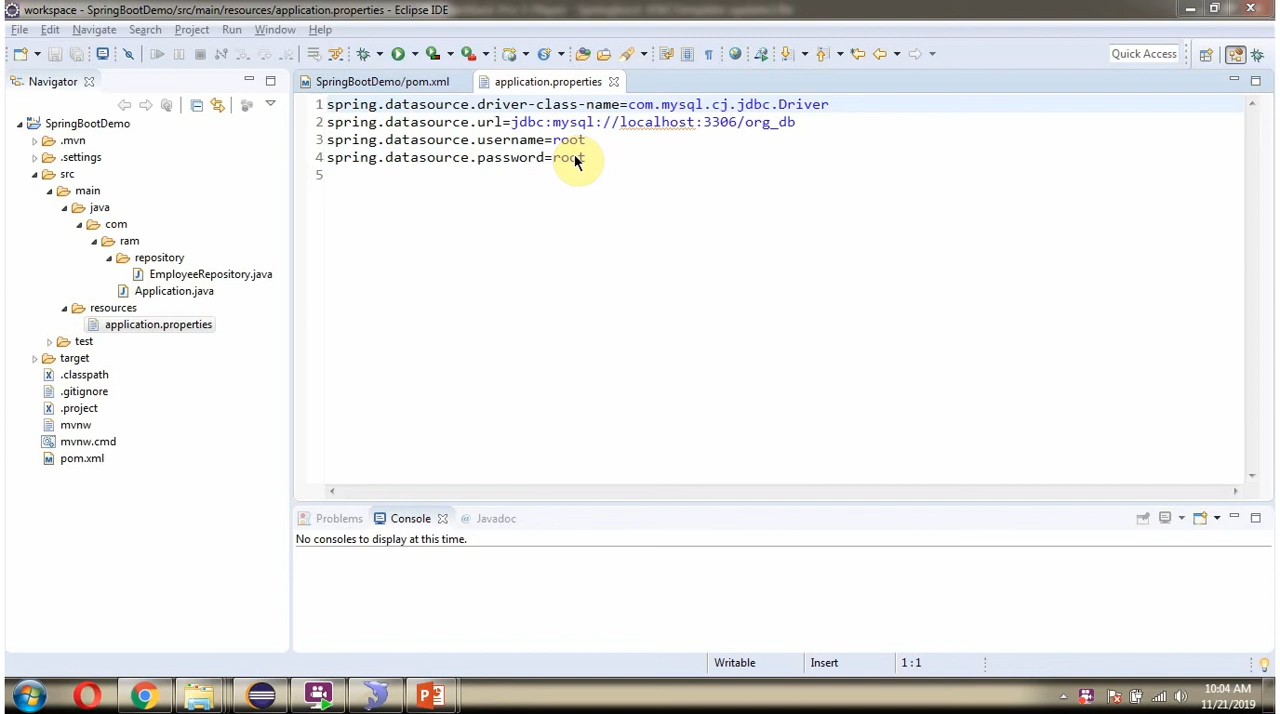 workspace - SpringBootDemo/src/main/resources/application.properties - Eclipse IDE
File Edit Navigate Search Project Run Window Help
Quick Access
Navigator
SpringBootDemo/pom.xml
application.properties
SpringBootDemo
.mvn
.settings
src
main
java
com
ram
repository
EmployeeRepository.java
Application.java
resources
application.properties
test
target
.classpath
.gitignore
.project
mvnw
mvnw.cmd
pom.xml
1 spring.datasource.driver-class-name=com.mysql.cj.jdbc.Driver
2 spring.datasource.url=jdbc:mysql://localhost:3306/org_db
3 spring.datasource.username=root
4 spring.datasource.password=root
5
Problems Console Javadoc
No consoles to display at this time.
Writable Insert 1 : 1
10:04 AM
11/21/2019